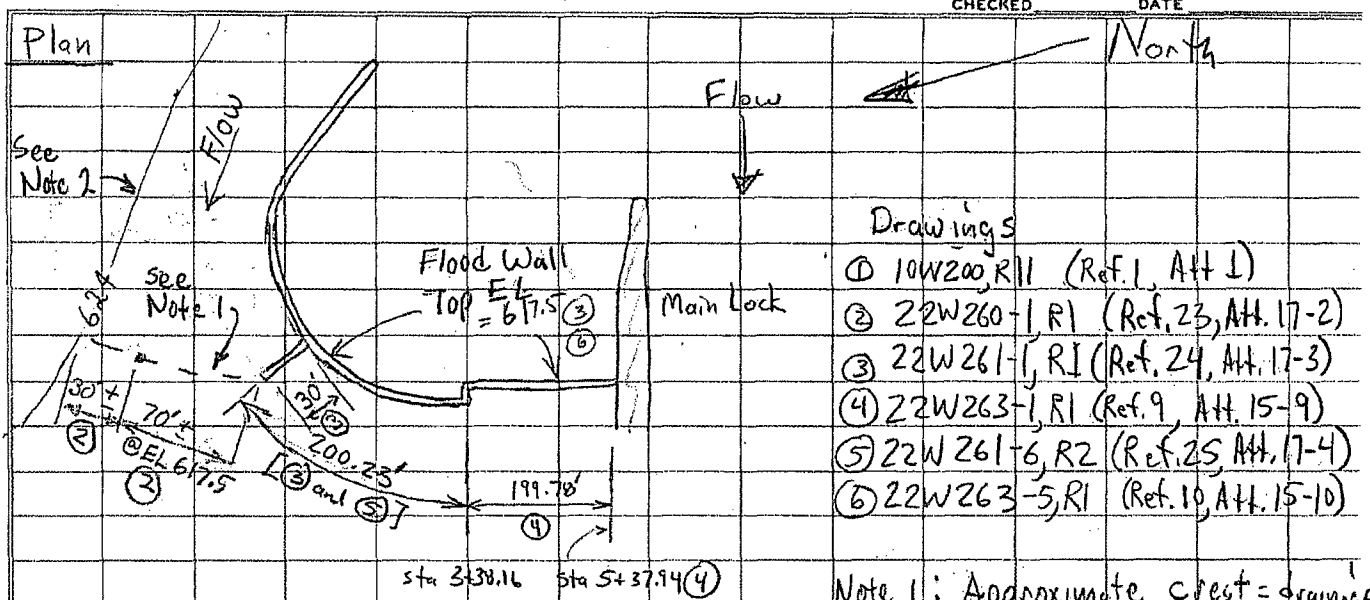 CHECKED DATE
Plan
North
Flow
Flow
See
Note 2
624
see
Note 1
Flood Wall
Top EL
= 617.5 ③
⑥
Main Lock
30'±
②
70'±
@EL 617.5
②
30'
200.23'
[③ and ⑤]
199.78'
④
sta 3+38.16 sta 5+37.94 ④
Drawings
① 10W200, R11 (Ref. 1, Att 1)
② 22W260-1, R1 (Ref. 23, Att. 17-2)
③ 22W261-1, R1 (Ref. 24, Att. 17-3)
④ 22W263-1, R1 (Ref. 9, Att. 15-9)
⑤ 22W261-6, R2 (Ref. 25, Att. 17-4)
⑥ 22W263-5, R1 (Ref. 10, Att. 15-10)
Note 1: Approximate crest =